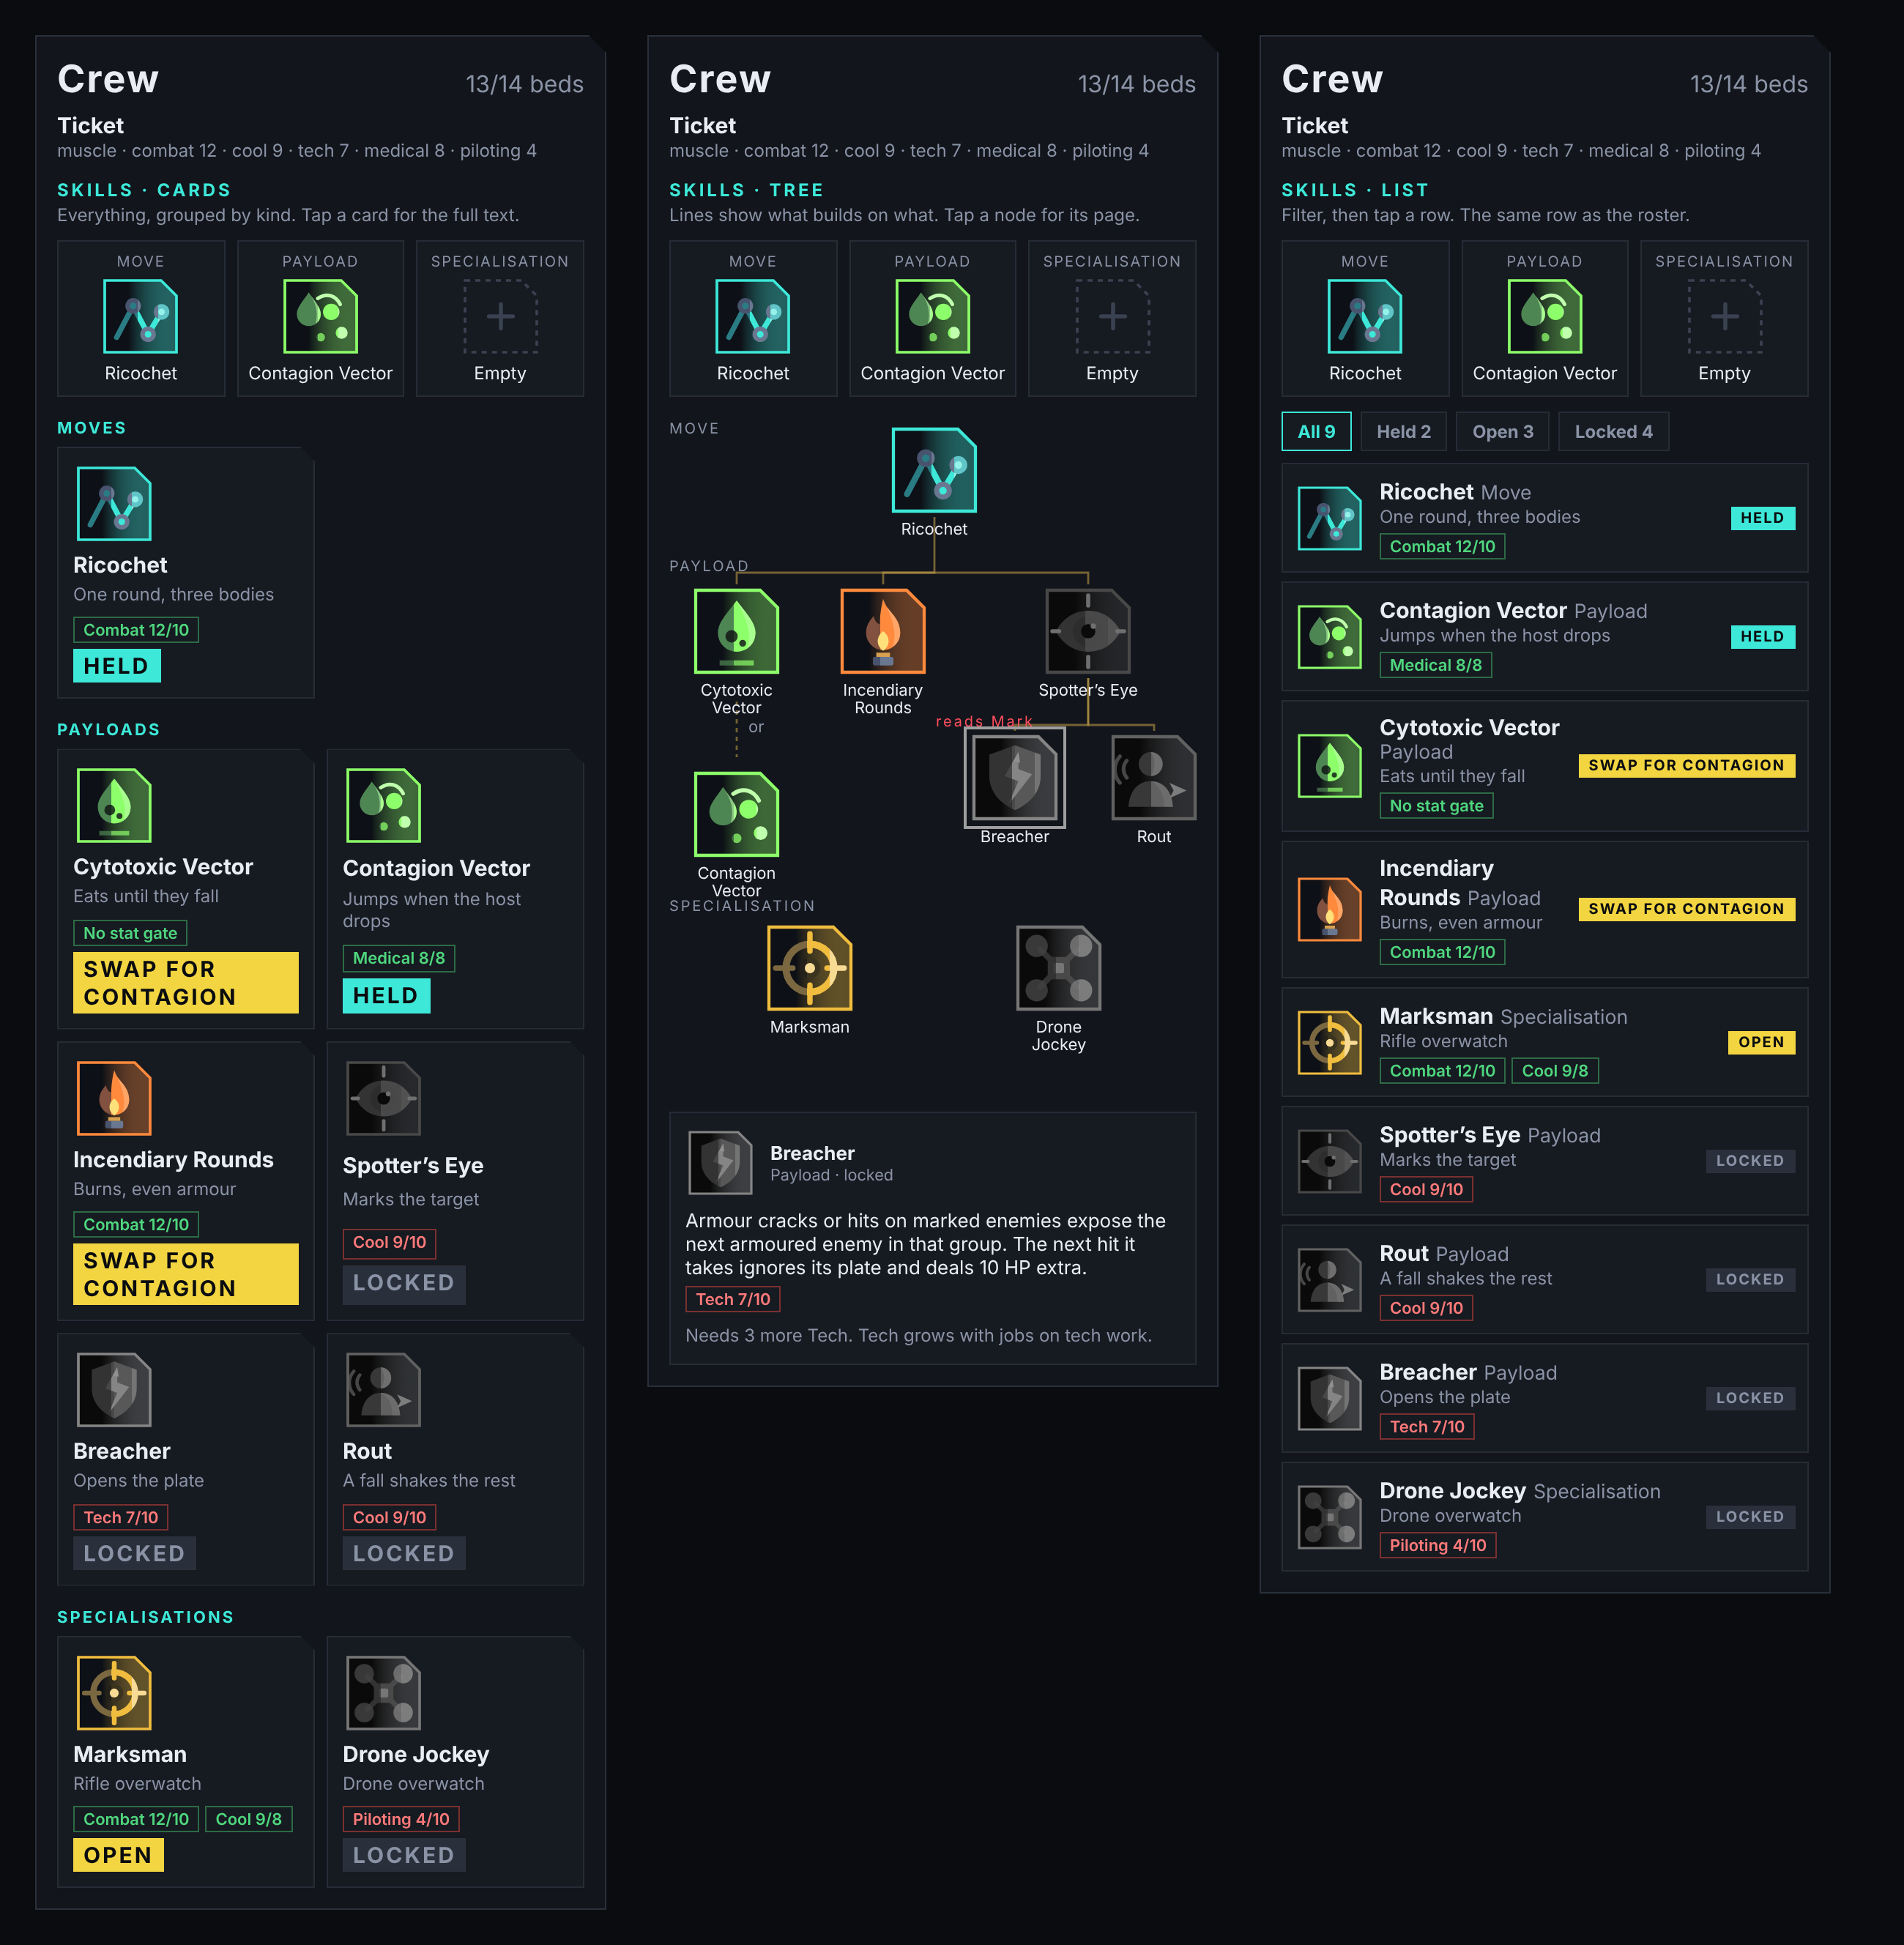 Crew
13/14 beds
Ticket
muscle · combat 12 · cool 9 · tech 7 · medical 8 · piloting 4
SKILLS · CARDS
Everything, grouped by kind. Tap a card for the full text.
MOVE
PAYLOAD
SPECIALISATION
Ricochet
Contagion Vector
Empty
MOVES
Ricochet
One round, three bodies
Combat 12/10
HELD
PAYLOADS
Cytotoxic Vector
Eats until they fall
No stat gate
SWAP FOR
CONTAGION
Contagion Vector
Jumps when the host
drops
Medical 8/8
HELD
Incendiary Rounds
Burns, even armour
Combat 12/10
SWAP FOR
CONTAGION
Spotter’s Eye
Marks the target
Cool 9/10
LOCKED
Breacher
Opens the plate
Tech 7/10
LOCKED
Rout
A fall shakes the rest
Cool 9/10
LOCKED
SPECIALISATIONS
Marksman
Rifle overwatch
Combat 12/10
Cool 9/8
OPEN
Drone Jockey
Drone overwatch
Piloting 4/10
LOCKED
Crew
13/14 beds
Ticket
muscle · combat 12 · cool 9 · tech 7 · medical 8 · piloting 4
SKILLS · TREE
Lines show what builds on what. Tap a node for its page.
MOVE
PAYLOAD
SPECIALISATION
Ricochet
Contagion Vector
Empty
MOVE
Ricochet
PAYLOAD
Cytotoxic
Vector
Incendiary
Rounds
Spotter’s Eye
or
reads Mark
Breacher
Rout
Contagion
Vector
SPECIALISATION
Marksman
Drone
Jockey
Breacher
Payload · locked
Armour cracks or hits on marked enemies expose the
next armoured enemy in that group. The next hit it
takes ignores its plate and deals 10 HP extra.
Tech 7/10
Needs 3 more Tech. Tech grows with jobs on tech work.
Crew
13/14 beds
Ticket
muscle · combat 12 · cool 9 · tech 7 · medical 8 · piloting 4
SKILLS · LIST
Filter, then tap a row. The same row as the roster.
MOVE
PAYLOAD
SPECIALISATION
Ricochet
Contagion Vector
Empty
All 9
Held 2
Open 3
Locked 4
Ricochet Move
One round, three bodies
Combat 12/10
HELD
Contagion Vector Payload
Jumps when the host drops
Medical 8/8
HELD
Cytotoxic Vector
Payload
Eats until they fall
No stat gate
SWAP FOR CONTAGION
Incendiary
Rounds Payload
Burns, even armour
Combat 12/10
SWAP FOR CONTAGION
Marksman Specialisation
Rifle overwatch
Combat 12/10
Cool 9/8
OPEN
Spotter’s Eye Payload
Marks the target
Cool 9/10
LOCKED
Rout Payload
A fall shakes the rest
Cool 9/10
LOCKED
Breacher Payload
Opens the plate
Tech 7/10
LOCKED
Drone Jockey Specialisation
Drone overwatch
Piloting 4/10
LOCKED